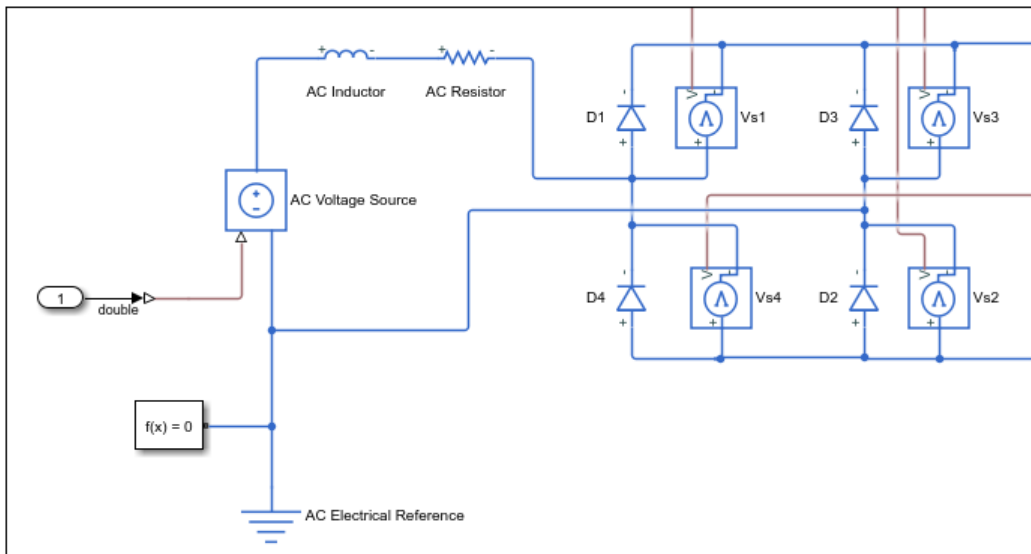 + -
+ -
AC Inductor
AC Resistor
-
D1
+
V
-
+
Vs1
-
D3
+
V
-
+
Vs3
+
-
AC Voltage Source
1
double
-
D4
+
V
-
+
Vs4
-
D2
+
V
-
+
Vs2
f(x) = 0
AC Electrical Reference